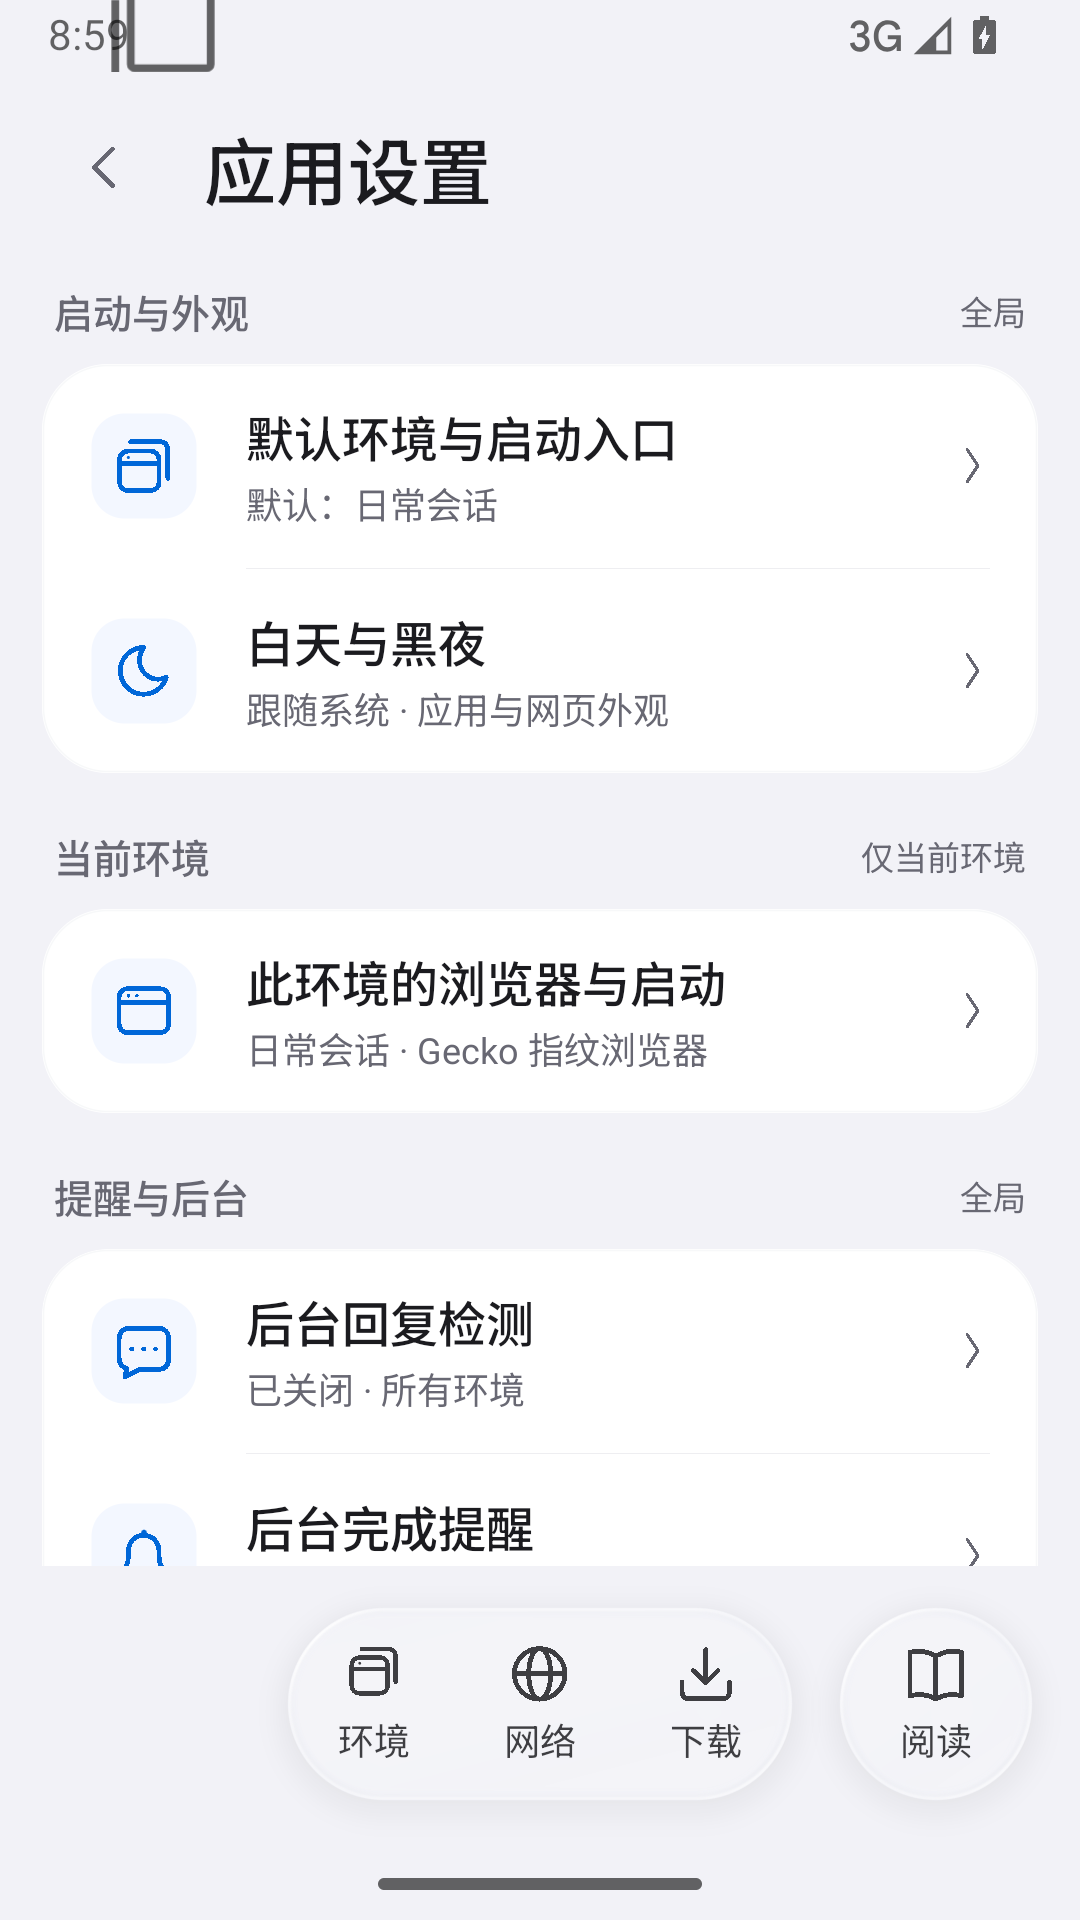 8:59
3G
应用设置
启动与外观
全局
默认环境与启动入口
默认：日常会话
白天与黑夜
跟随系统 · 应用与网页外观
当前环境
仅当前环境
此环境的浏览器与启动
日常会话 · Gecko 指纹浏览器
提醒与后台
全局
后台回复检测
已关闭 · 所有环境
后台完成提醒
环境
网络
下载
阅读